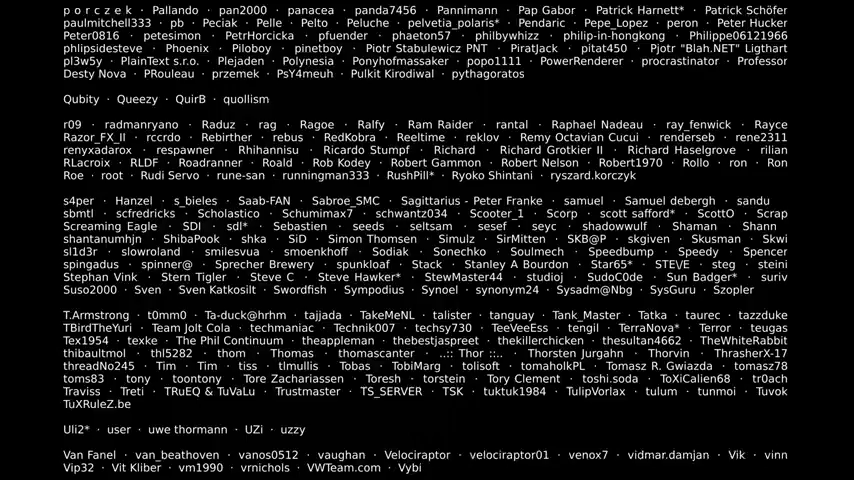 p o r c z e k · Pallando · pan2000 · panacea · panda7456 · Pannimann · Pap Gabor · Patrick Harnett* · Patrick Schöfer
paulmitchell333 · pb · Peciak · Pelle · Pelto · Peluche · pelvetia_polaris* · Pendaric · Pepe_Lopez · peron · Peter Hucker
Peter0816 · petesimon · PetrHorcicka · pfuender · phaeton57 · philbywhizz · philip-in-hongkong · Philippe06121966
phlipsidesteve · Phoenix · Piloboy · pinetboy · Piotr Stabulewicz PNT · PiratJack · pitat450 · Pjotr "Blah.NET" Ligthart
pl3w5y · PlainText s.r.o. · Plejaden · Polynesia · Ponyhofmassaker · popo1111 · PowerRenderer · procrastinator · Professor
Desty Nova · PRouleau · przemek · PsY4meuh · Pulkit Kirodiwal · pythagoratos
Qubity · Queezy · QuirB · quollism
r09 · radmanryano · Raduz · rag · Ragoe · Ralfy · Ram Raider · rantal · Raphael Nadeau · ray_fenwick · Rayce
Razor_FX_II · rccrdo · Rebirther · rebus · RedKobra · Reeltime · reklov · Remy Octavian Cucui · renderseb · rene2311
renyxadarox · respawner · Rhihannisu · Ricardo Stumpf · Richard · Richard Grotkier II · Richard Haselgrove · rilian
RLacroix · RLDF · Roadranner · Roald · Rob Kodey · Robert Gammon · Robert Nelson · Robert1970 · Rollo · ron · Ron
Roe · root · Rudi Servo · rune-san · runningman333 · RushPill* · Ryoko Shintani · ryszard.korczyk
s4per · Hanzel · s_bieles · Saab-FAN · Sabroe_SMC · Sagittarius - Peter Franke · samuel · Samuel debergh · sandu
sbmtl · scfredricks · Scholastico · Schumimax7 · schwantz034 · Scooter_1 · Scorp · scott safford* · ScottO · Scrap
Screaming Eagle · SDI · sdl* · Sebastien · seeds · seltsam · sesef · seyc · shadowwulf · Shaman · Shann
shantanumhjn · ShibaPook · shka · SiD · Simon Thomsen · Simulz · SirMitten · SKB@P · skgiven · Skusman · Skwi
sl1d3r · slowroland · smilesvua · smoenkhoff · Sodiak · Sonechko · Soulmech · Speedbump · Speedy · Spencer
spingadus · spinner@ · Sprecher Brewery · spunkloaf · Stack · Stanley A Bourdon · Star65* · STE\/E · steg · steini
Stephan Vink · Stern Tigler · Steve C · Steve Hawker* · StewMaster44 · studioj · SudoC0de · Sun Badger* · suriv
Suso2000 · Sven · Sven Katkosilt · Swordfish · Sympodius · Synoel · synonym24 · Sysadm@Nbg · SysGuru · Szopler
T.Armstrong · t0mm0 · Ta-duck@hrhm · tajjada · TakeMeNL · talister · tanguay · Tank_Master · Tatka · taurec · tazzduke
TBirdTheYuri · Team Jolt Cola · techmaniac · Technik007 · techsy730 · TeeVeeEss · tengil · TerraNova* · Terror · teugas
Tex1954 · texke · The Phil Continuum · theappleman · thebestjaspreet · thekillerchicken · thesultan4662 · TheWhiteRabbit
thibaultmol · thl5282 · thom · Thomas · thomascanter · ..:: Thor ::.. · Thorsten Jurgahn · Thorvin · ThrasherX-17
threadNo245 · Tim · Tim · tiss · tlmullis · Tobas · TobiMarg · tolisoft · tomaholkPL · Tomasz R. Gwiazda · tomasz78
toms83 · tony · toontony · Tore Zachariassen · Toresh · torstein · Tory Clement · toshi.soda · ToXiCalien68 · tr0ach
Traviss · Treti · TRuEQ & TuVaLu · Trustmaster · TS_SERVER · TSK · tuktuk1984 · TulipVorlax · tulum · tunmoi · Tuvok
TuXRuleZ.be
Uli2* · user · uwe thormann · UZi · uzzy
Van Fanel · van_beathoven · vanos0512 · vaughan · Velociraptor · velociraptor01 · venox7 · vidmar.damjan · Vik · vinn
Vip32 · Vit Kliber · vm1990 · vrnichols · VWTeam.com · Vybi